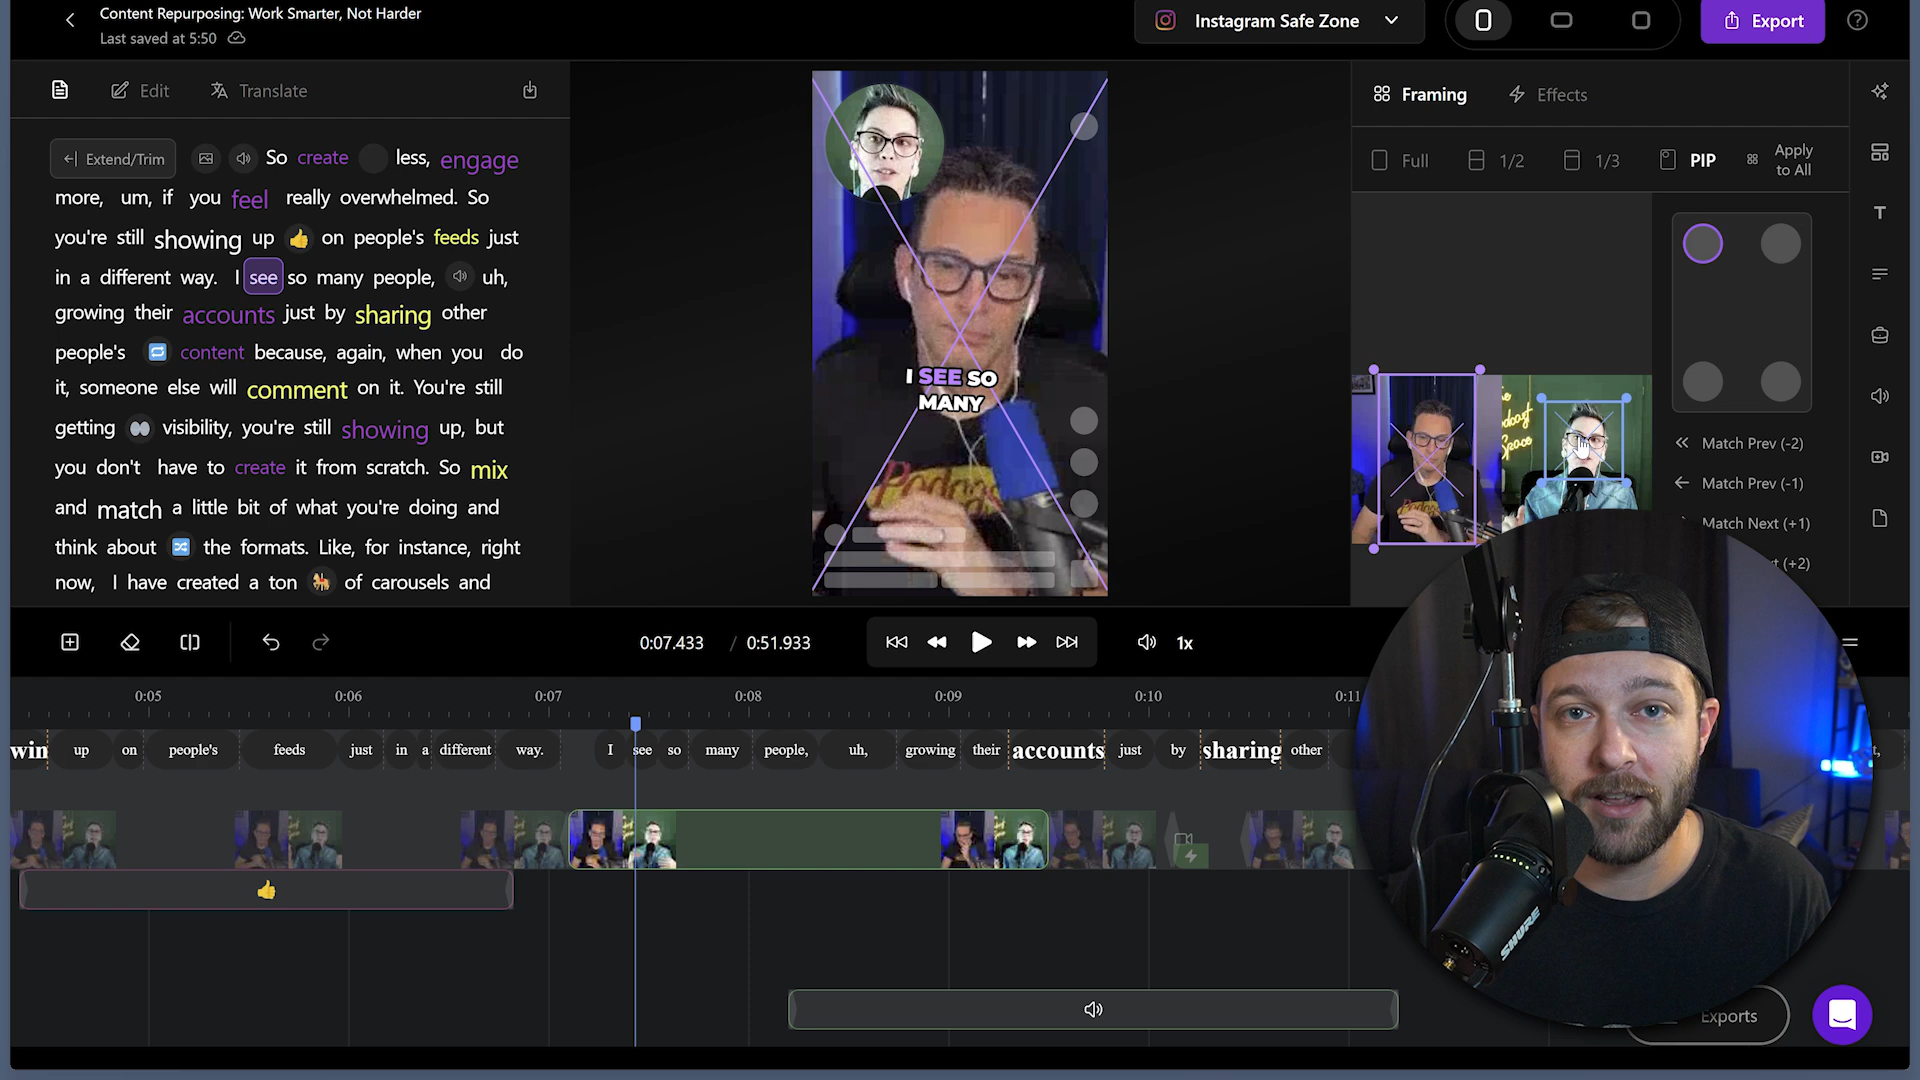 Content Repurposing: Work Smarter, Not Harder
Last saved at 5:50
Instagram Safe Zone
Export
Edit
Translate
Extend/Trim
So create less, engage
more, um, if you feel really overwhelmed. So
you're still showing up 👍 on people's feeds just
in a different way. I see so many people, uh,
growing their accounts just by sharing other
people's 🔁 content because, again, when you do
it, someone else will comment on it. You're still
getting 👀 visibility, you're still showing up, but
you don't have to create it from scratch. So mix
and match a little bit of what you're doing and
think about 🔀 the formats. Like, for instance, right
now, I have created a ton 🎠 of carousels and
I SEE SO
MANY
Framing
Effects
Full
1/2
1/3
PIP
Apply
to All
Match Prev (-2)
Match Prev (-1)
Match Next (+1)
(+2)
0:07.433 / 0:51.933
1x
0:05 0:06 0:07 0:08 0:09 0:10 0:11
win up on people's feeds just in a different way. I see so many people, uh, growing their accounts just by sharing other
SHURE
Exports